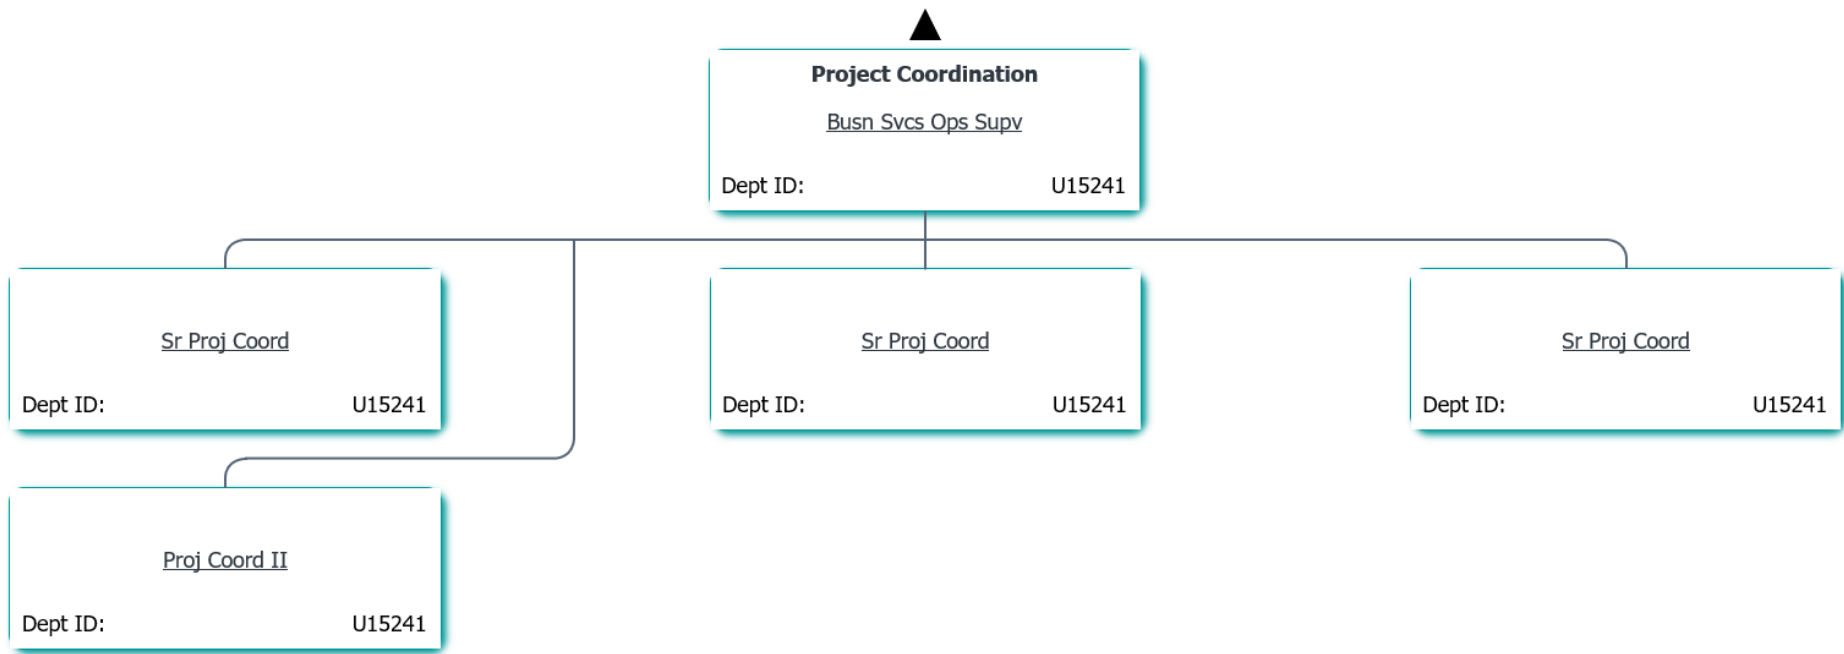 Project Coordination
Busn Svcs Ops Supv
Dept ID: U15241
Sr Proj Coord
Dept ID: U15241
Sr Proj Coord
Dept ID: U15241
Sr Proj Coord
Dept ID: U15241
Proj Coord II
Dept ID: U15241